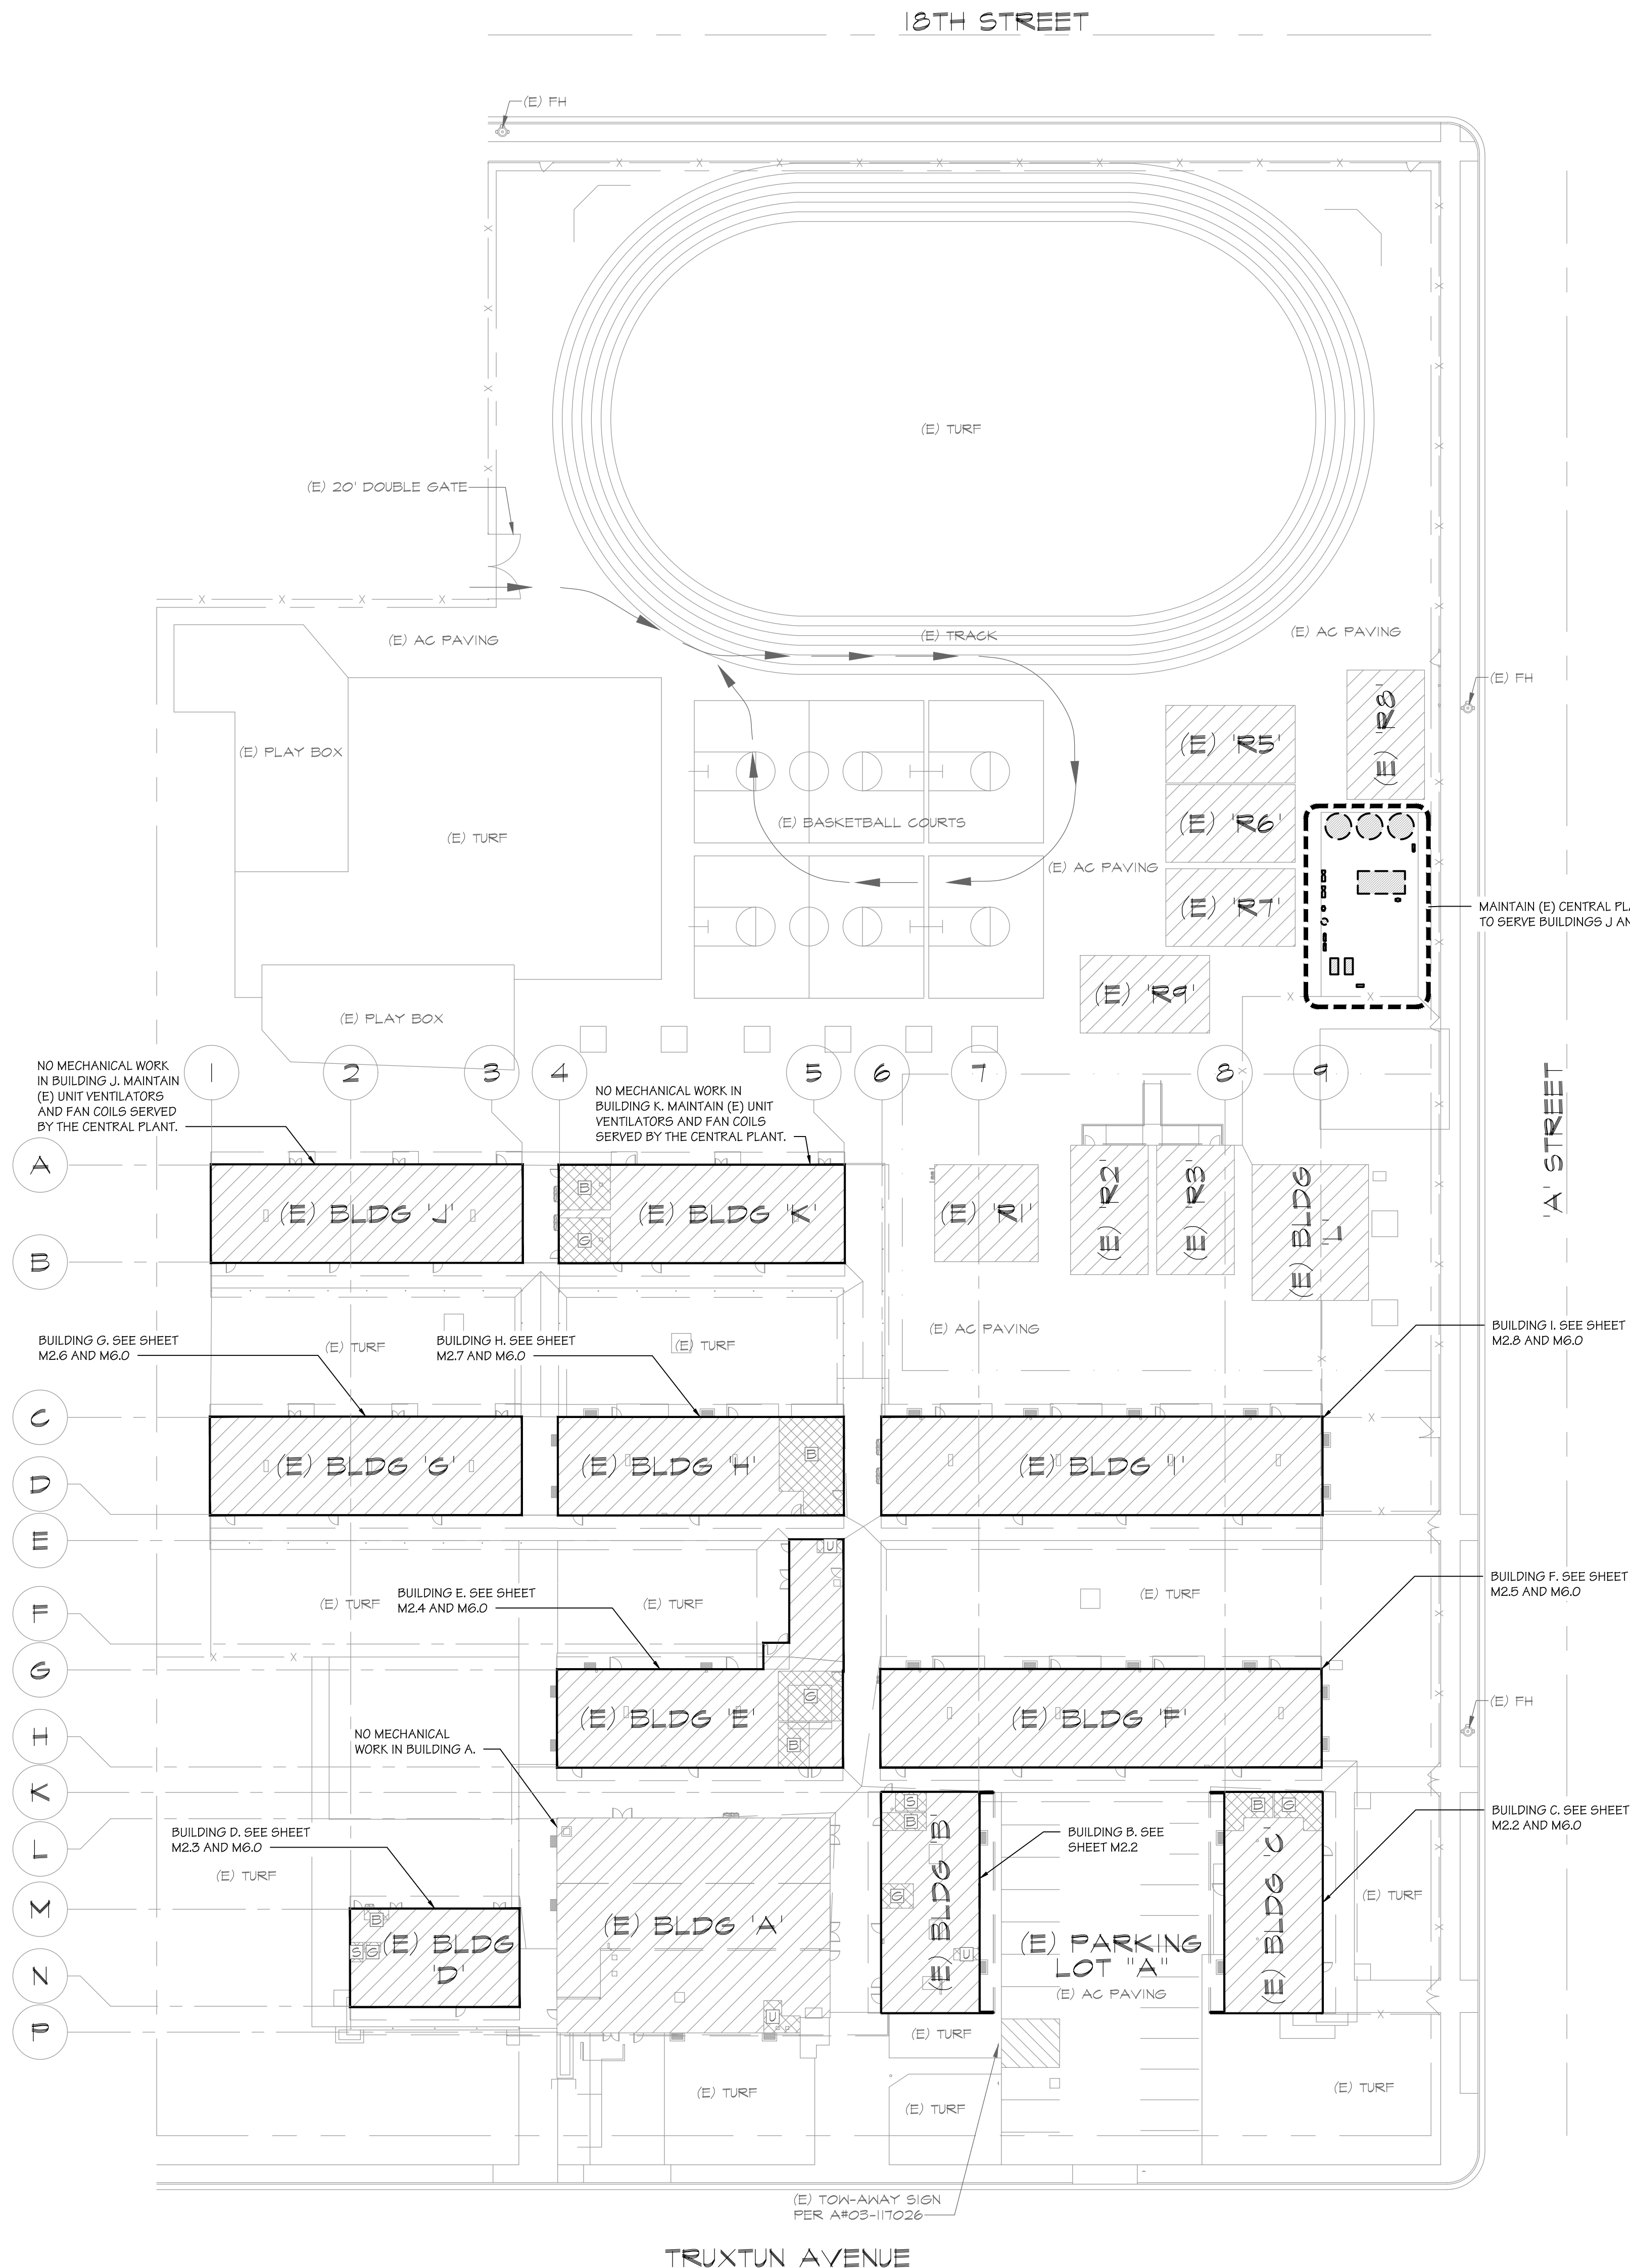 18TH STREET
(E) FH
(E) TURF
(E) 20' DOUBLE GATE
(E) AC PAVING
(E) TRACK
(E) AC PAVING
(E) FH
(E) 'R8'
(E) 'R5'
(E) PLAY BOX
(E) TURF
(E) BASKETBALL COURTS
(E) 'R6'
(E) AC PAVING
(E) 'R7'
MAINTAIN (E) CENTRAL PLA
TO SERVE BUILDINGS J AN
(E) 'R9'
(E) PLAY BOX
NO MECHANICAL WORK
IN BUILDING J. MAINTAIN
(E) UNIT VENTILATORS
AND FAN COILS SERVED
BY THE CENTRAL PLANT.
1
2
3
4
5
6
7
8
9
NO MECHANICAL WORK IN
BUILDING K. MAINTAIN (E) UNIT
VENTILATORS AND FAN COILS
SERVED BY THE CENTRAL PLANT.
'A' STREET
A
(E) BLDG 'J'
B
G
(E) BLDG 'K'
(E) 'R1'
(E) 'R2'
(E) 'R3'
(E) BLDG
'L'
B
BUILDING G. SEE SHEET
M2.6 AND M6.0
(E) TURF
BUILDING H. SEE SHEET
M2.7 AND M6.0
(E) TURF
(E) AC PAVING
BUILDING I. SEE SHEET
M2.8 AND M6.0
C
(E) BLDG 'G'
(E) BLDG 'H'
B
(E) BLDG 'I'
D
E
U
BUILDING E. SEE SHEET
M2.4 AND M6.0
(E) TURF
(E) TURF
(E) TURF
BUILDING F. SEE SHEET
M2.5 AND M6.0
F
G
(E) BLDG 'E'
G
B
(E) BLDG 'F'
(E) FH
H
NO MECHANICAL
WORK IN BUILDING A.
K
S
B
G
U
(E) BLDG 'B'
BUILDING B. SEE
SHEET M2.2
B
G
(E) BLDG 'C'
BUILDING C. SEE SHEET
M2.2 AND M6.0
L
BUILDING D. SEE SHEET
M2.3 AND M6.0
(E) TURF
M
B
S
G
(E) BLDG
'D'
(E) BLDG 'A'
U
(E) PARKING
LOT "A"
(E) AC PAVING
(E) TURF
N
P
(E) TURF
(E) TURF
(E) TURF
(E) TURF
(E) TOW-AWAY SIGN
PER A#03-117026
TRUXTUN AVENUE